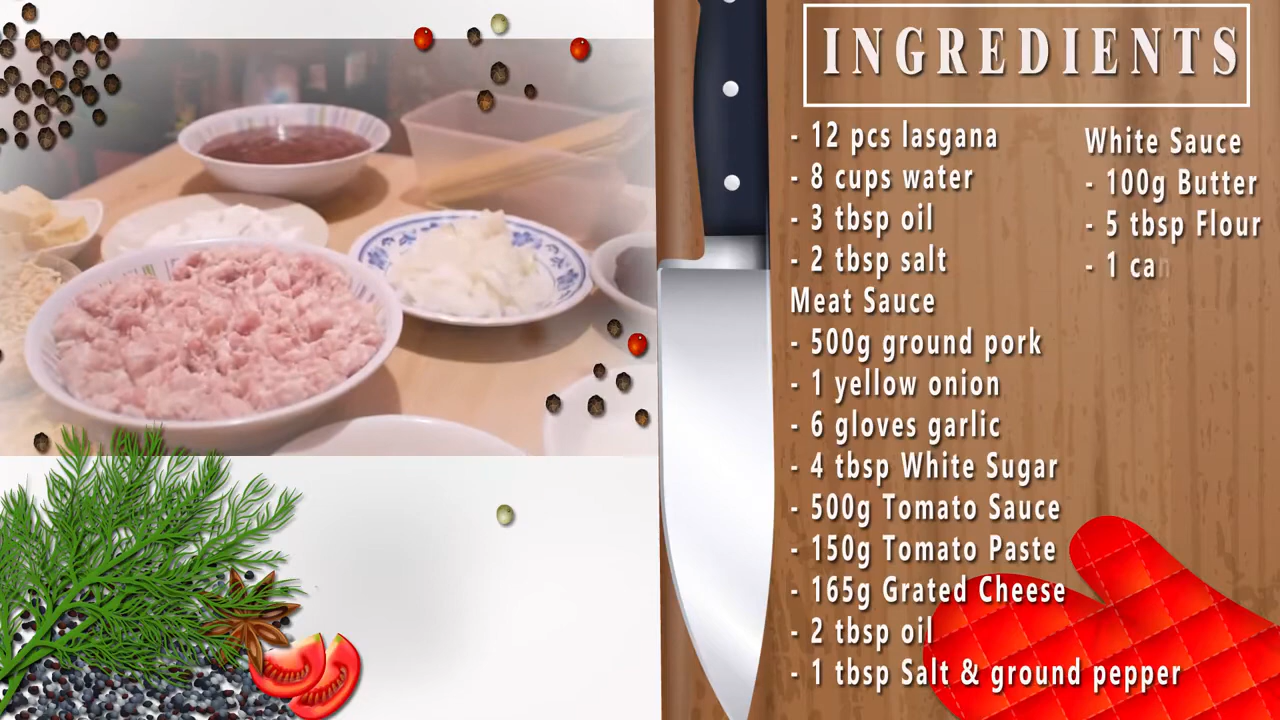 INGREDIENTS
- 12 pcs lasgana
- 8 cups water
- 3 tbsp oil
- 2 tbsp salt
Meat Sauce
- 500g ground pork
- 1 yellow onion
- 6 gloves garlic
- 4 tbsp White Sugar
- 500g Tomato Sauce
- 150g Tomato Paste
- 165g Grated Cheese
- 2 tbsp oil
- 1 tbsp Salt & ground pepper
White Sauce
- 100g Butter
- 5 tbsp Flour
- 1 can